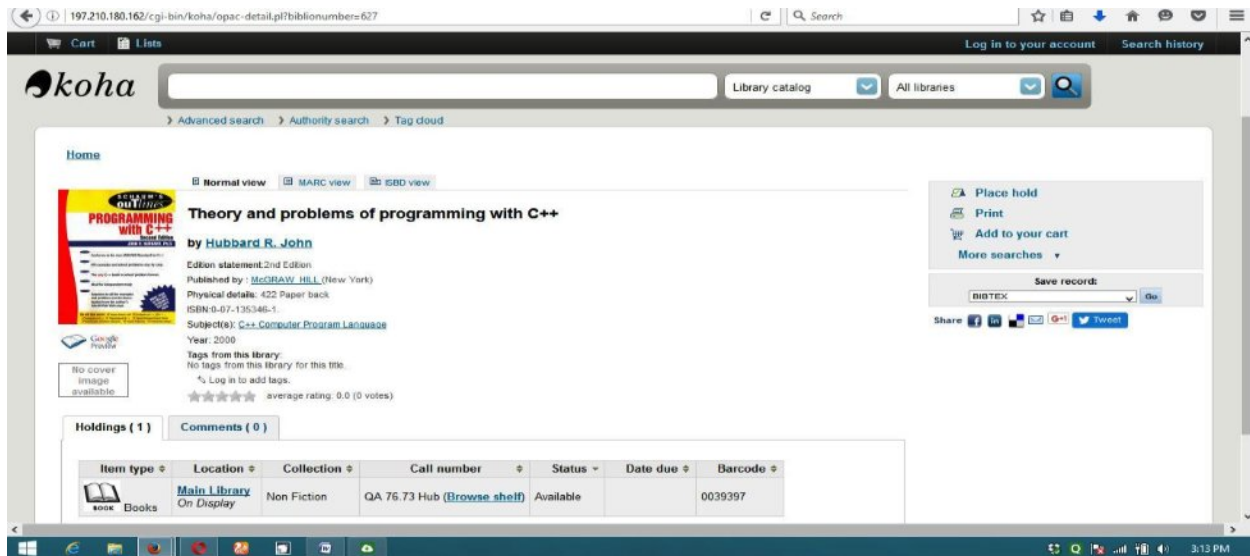 197.210.180.162/cgi-bin/koha/opac-detail.pl?biblionumber=627
Search
Cart Lists
Log in to your account Search history
koha
Library catalog
All libraries
Advanced search Authority search Tag cloud
Home
Normal view MARC view ISBD view
SCHAUM'S
OUTlines
PROGRAMMING
with C++
Second Edition
Theory and problems of programming with C++
by Hubbard R. John
Edition statement:2nd Edition
Published by : McGRAW HILL (New York)
Physical details: 422 Paper back
ISBN:0-07-135346-1.
Subject(s): C++ Computer Program Language
Year: 2000
Tags from this library:
No tags from this library for this title.
Log in to add tags.
average rating: 0.0 (0 votes)
Google
Preview
No cover
image
available
Place hold
Print
Add to your cart
More searches
Save record:
BIBTEX Go
Share G+1 Tweet
Holdings ( 1 ) Comments ( 0 )
Item type Location Collection Call number Status Date due Barcode
BOOK Books Main Library Non Fiction QA 76.73 Hub (Browse shelf) Available 0039397
On Display
3:13 PM